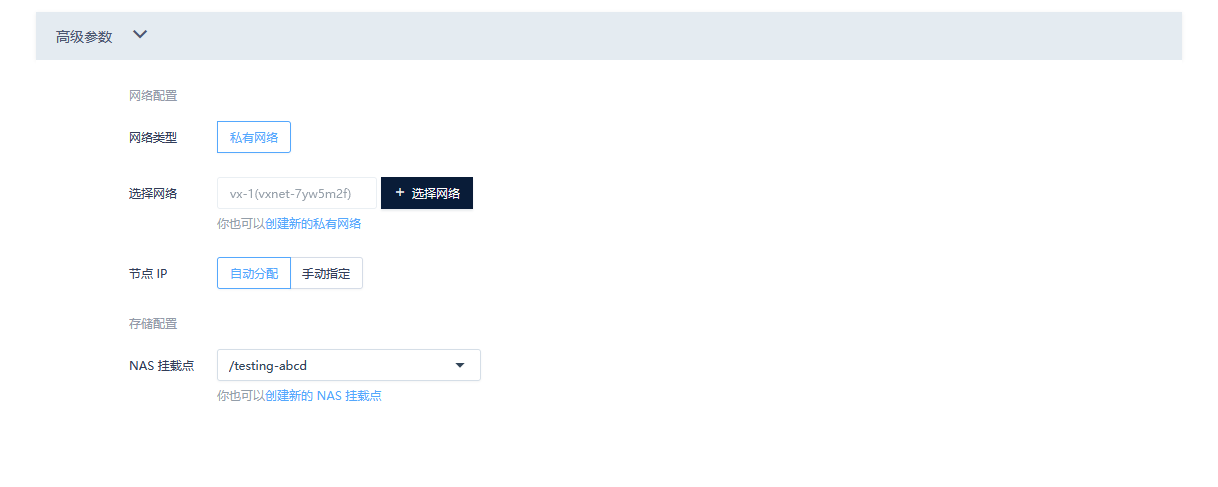 高级参数
网络配置
网络类型 私有网络
选择网络 vx-1(vxnet-7yw5m2f) + 选择网络
你也可以创建新的私有网络
节点 IP 自动分配 手动指定
存储配置
NAS 挂载点 /testing-abcd
你也可以创建新的 NAS 挂载点